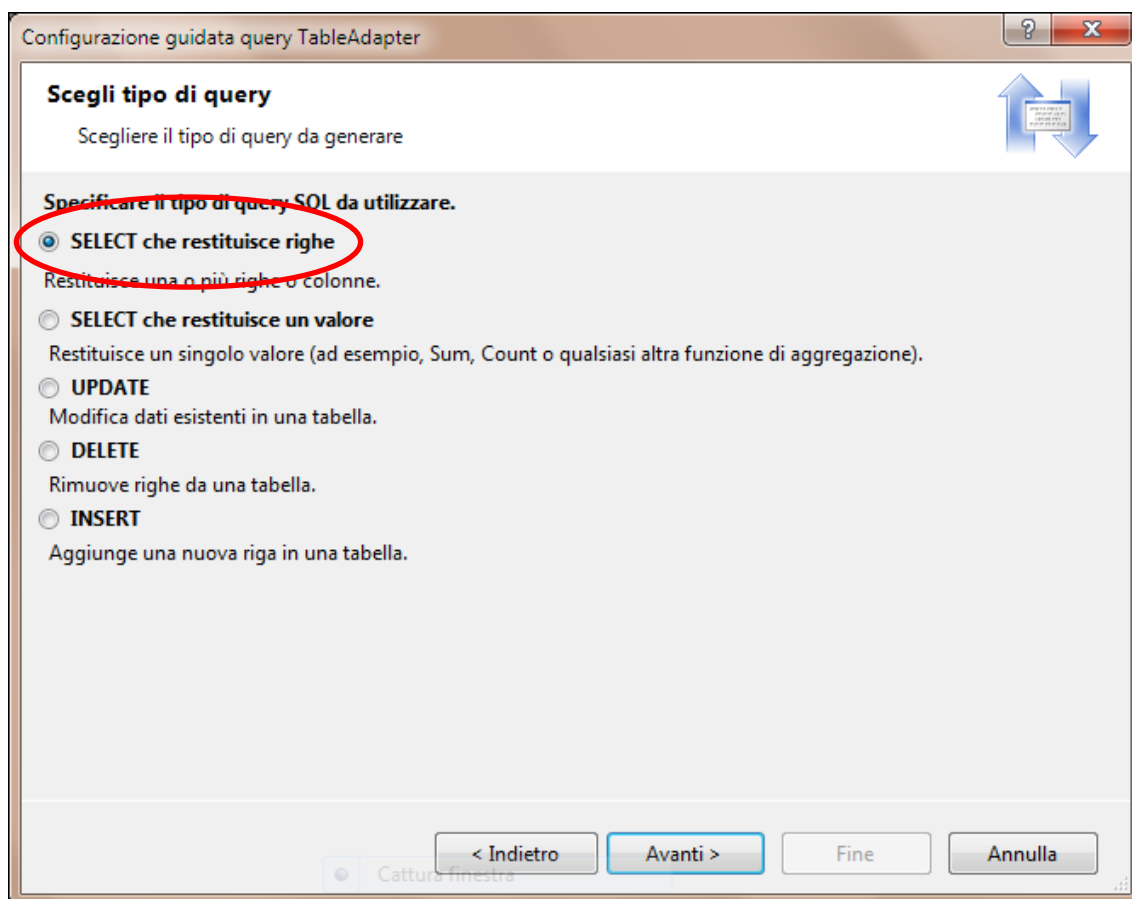 Configurazione guidata query TableAdapter
Scegli tipo di query
Scegliere il tipo di query da generare
Specificare il tipo di query SQL da utilizzare.
SELECT che restituisce righe
Restituisce una o più righe o colonne.
SELECT che restituisce un valore
Restituisce un singolo valore (ad esempio, Sum, Count o qualsiasi altra funzione di aggregazione).
UPDATE
Modifica dati esistenti in una tabella.
DELETE
Rimuove righe da una tabella.
INSERT
Aggiunge una nuova riga in una tabella.
< Indietro Avanti > Fine Annulla
Cattura finestra